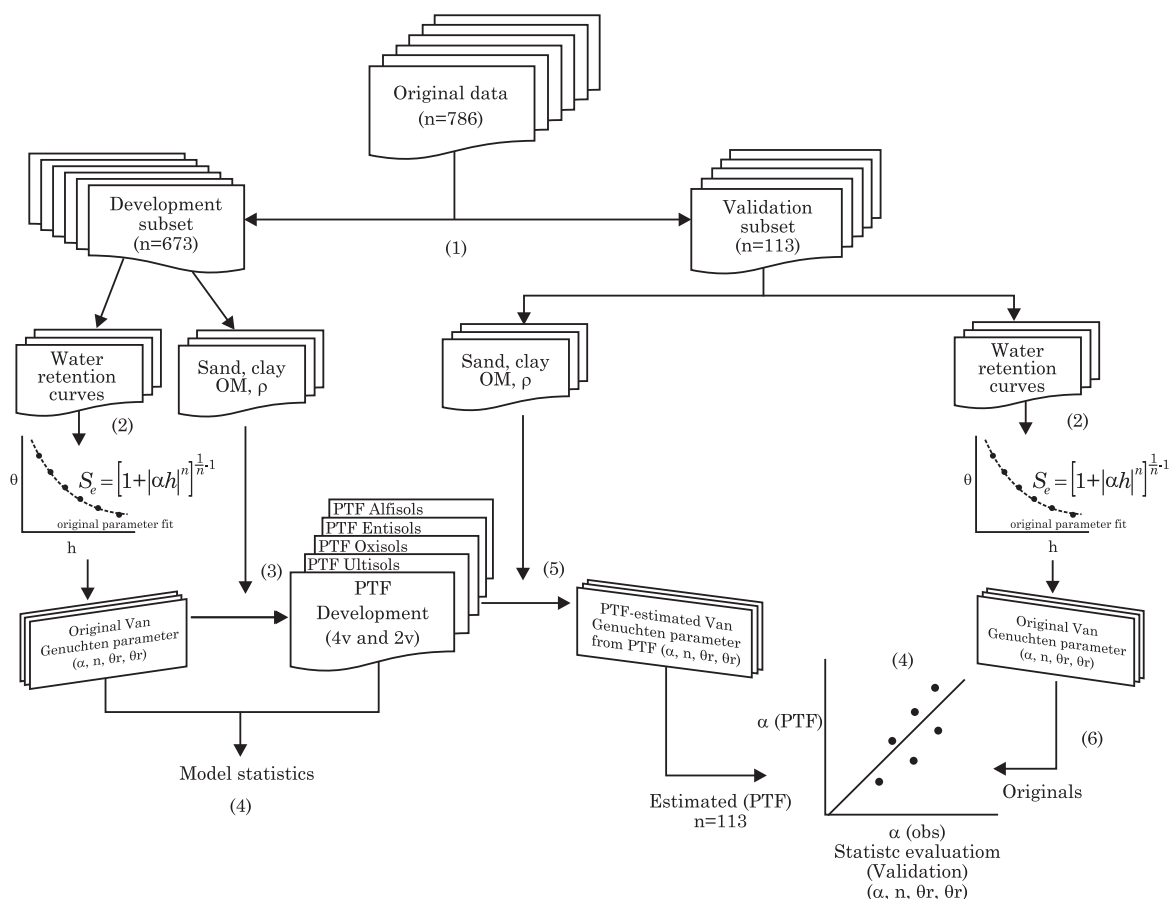 Original data
(n=786)
Development
subset
(n=673)
(1)
Validation
subset
(n=113)
Water
retention
curves
Sand, clay
OM, ρ
Sand, clay
OM, ρ
Water
retention
curves
(2)
(2)
θ
S_e = [1+|αh|^n]^{1/n -1}
original parameter fit
h
θ
S_e = [1+|αh|^n]^{1/n -1}
original parameter fit
h
PTF Alfisols
PTF Entisols
PTF Oxisols
PTF Ultisols
PTF
Development
(4v and 2v)
(3)
(5)
Original Van
Genuchten parameter
(α, n, θr, θr)
PTF-estimated Van
Genuchten parameter
from PTF (α, n, θr, θr)
Original Van
Genuchten parameter
(α, n, θr, θr)
Model statistics
(4)
Estimated (PTF)
n=113
(4)
α (PTF)
(6)
Originals
α (obs)
Statistc evaluatiom
(Validation)
(α, n, θr, θr)